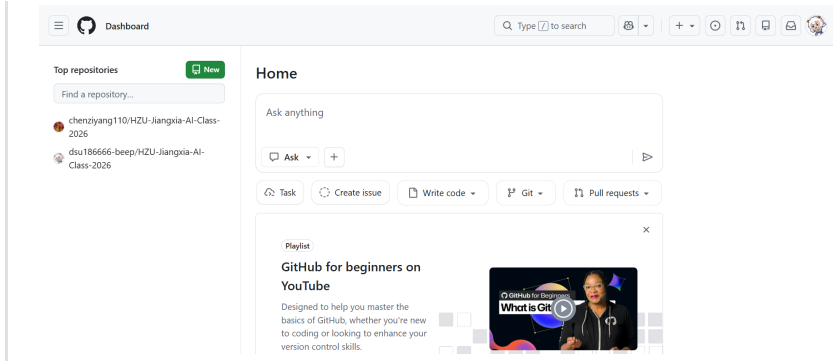 Dashboard
Type / to search
Top repositories
New
Find a repository...
chenziyang110/HZU-Jiangxia-AI-Class-
2026
dsu186666-beep/HZU-Jiangxia-AI-
Class-2026
Home
Ask anything
Ask
Task
Create issue
Write code
Git
Pull requests
Playlist
GitHub for beginners on
YouTube
Designed to help you master the
basics of GitHub, whether you're new
to coding or looking to enhance your
version control skills.
GitHub for Beginners
What is Git